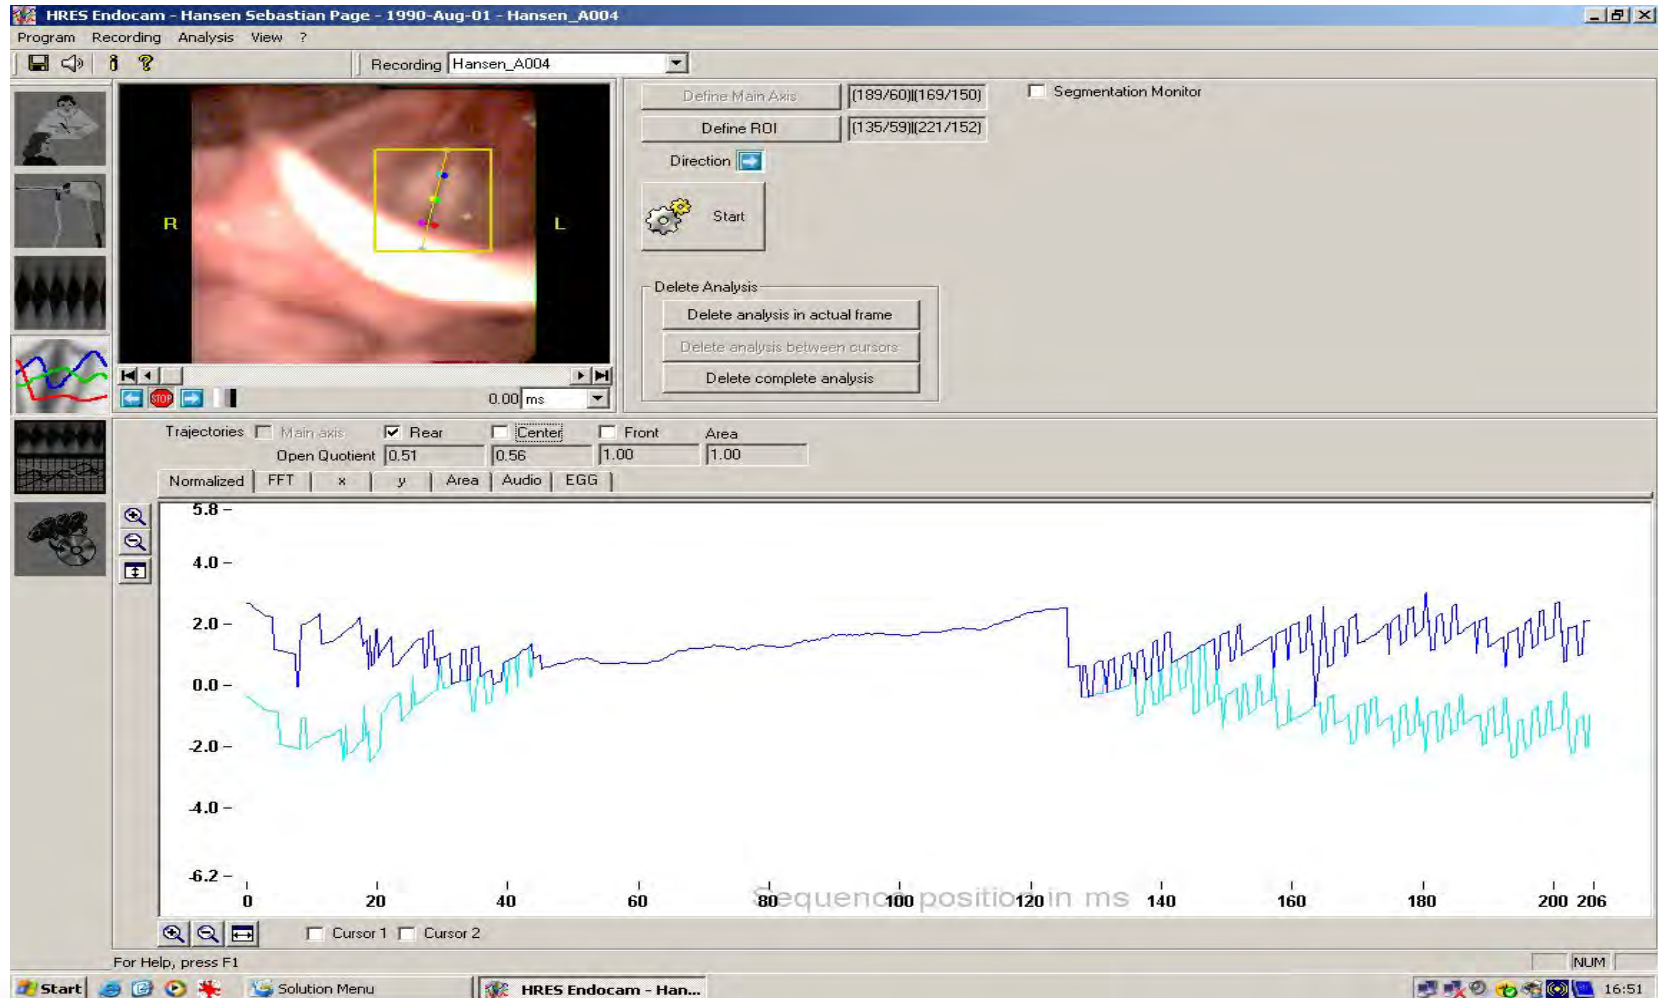 HRES Endocam - Hansen Sebastian Page - 1990-Aug-01 - Hansen_A004
Program Recording Analysis View ?
Recording Hansen_A004
Define Main Axis (189/60)|(169/150) Segmentation Monitor
Define ROI (135/59)|(221/152)
Direction
R L
Start
Delete Analysis
Delete analysis in actual frame
Delete analysis between cursors
Delete complete analysis
STOP 0.00 ms
Trajectories Main axis Rear Center Front Area
Open Quotient 0.51 0.56 1.00 1.00
Normalized FFT x y Area Audio EGG
5.8
4.0
2.0
0.0
-2.0
-4.0
-6.2
0 20 40 60 80 100 120 140 160 180 200 206
Sequence position in ms
Cursor 1 Cursor 2
For Help, press F1 NUM
Start Solution Menu HRES Endocam - Han... 16:51